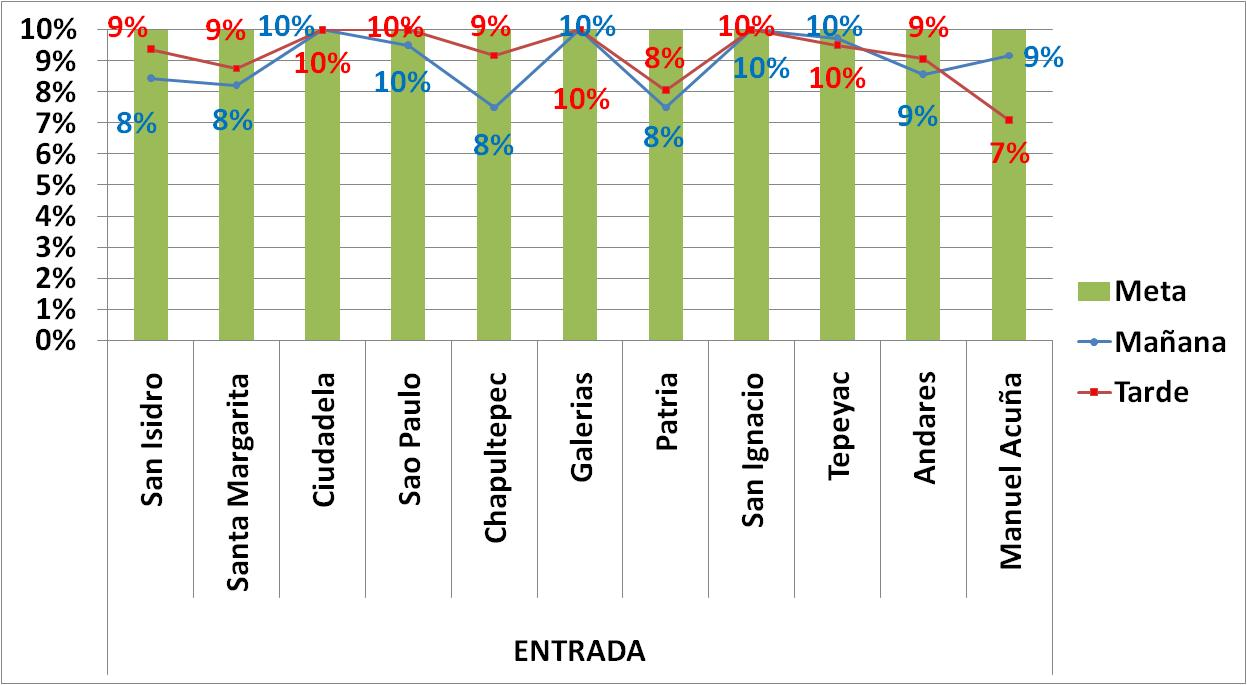 10%
9%
8%
7%
6%
5%
4%
3%
2%
1%
0%
9%
9%
10%
10%
9%
10%
8%
10%
10%
9%
9%
8%
8%
10%
10%
8%
10%
8%
10%
10%
9%
7%
San Isidro
Santa Margarita
Ciudadela
Sao Paulo
Chapultepec
Galerias
Patria
San Ignacio
Tepeyac
Andares
Manuel Acuña
ENTRADA
Meta
Mañana
Tarde